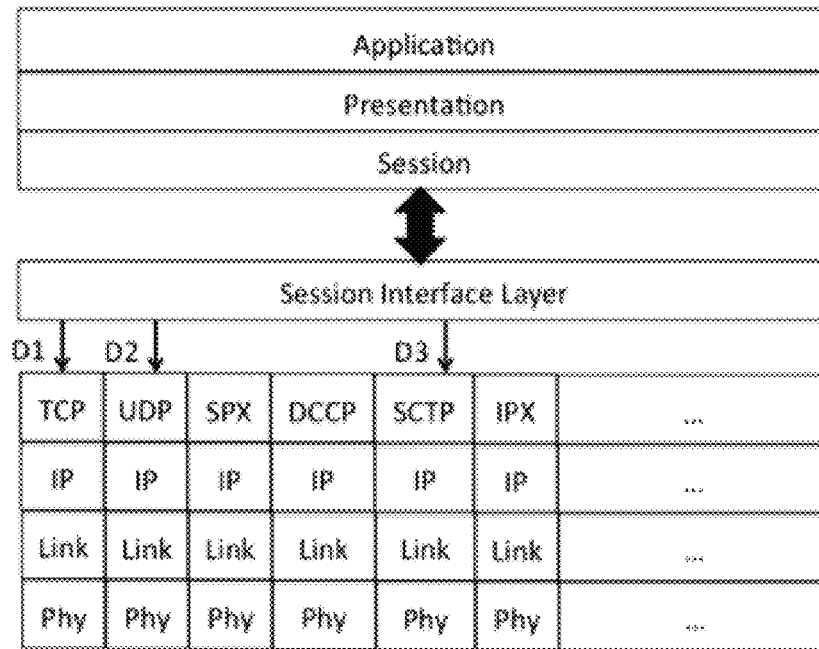 Application
Presentation
Session
Session Interface Layer
D1 D2 D3
TCP UDP SPX DCCP SCTP IPX ...
IP IP IP IP IP IP ...
Link Link Link Link Link Link ...
Phy Phy Phy Phy Phy Phy ...